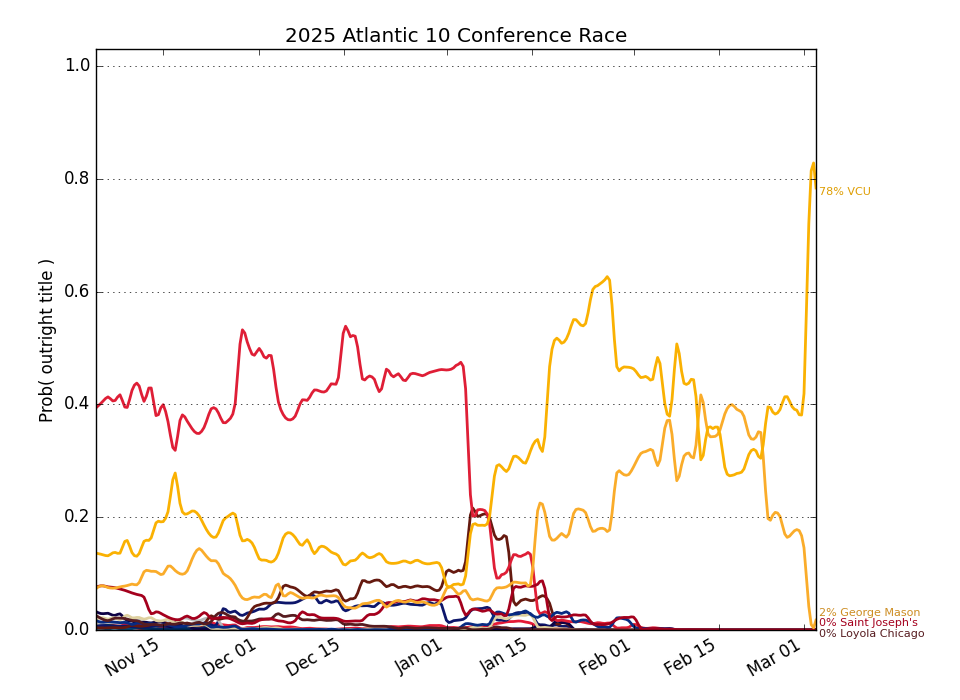 2025 Atlantic 10 Conference Race
1.0
0.8
0.6
0.4
0.2
0.0
Prob( outright title )
78% VCU
2% George Mason
0% Saint Joseph's
0% Loyola Chicago
Nov 15
Dec 01
Dec 15
Jan 01
Jan 15
Feb 01
Feb 15
Mar 01